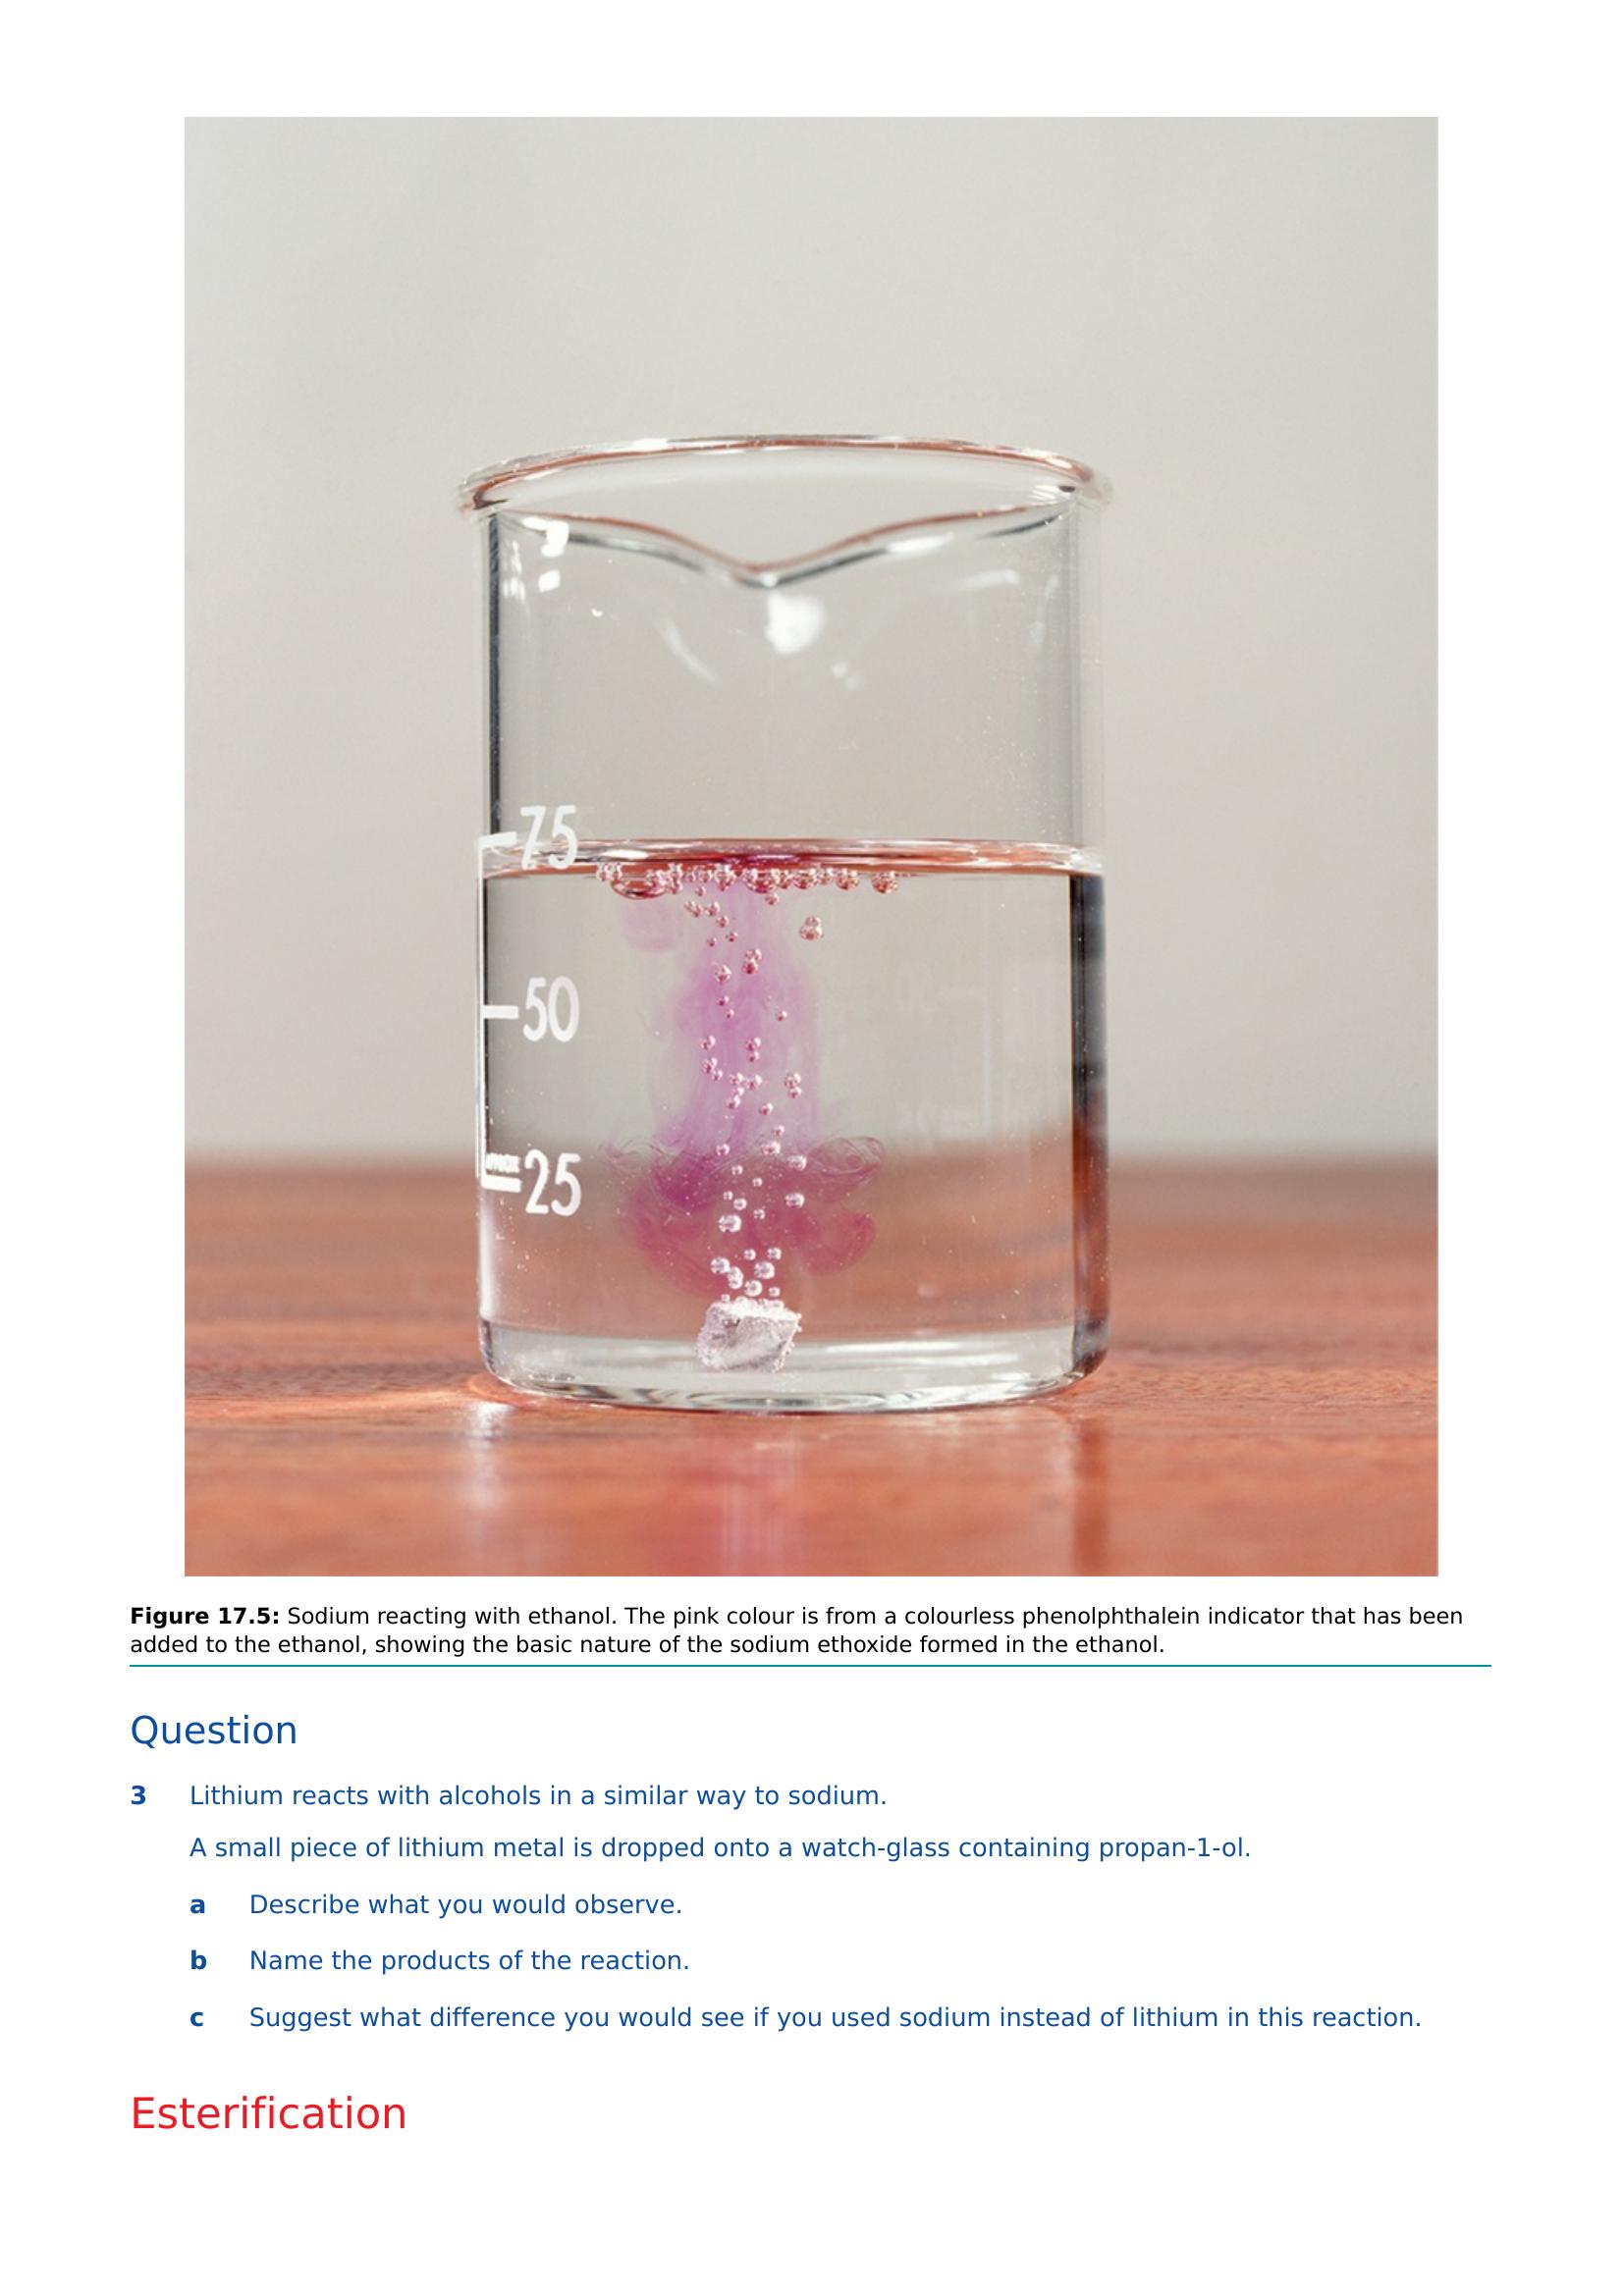 75
50
25
Figure 17.5: Sodium reacting with ethanol. The pink colour is from a colourless phenolphthalein indicator that has been
added to the ethanol, showing the basic nature of the sodium ethoxide formed in the ethanol.
Question
3 Lithium reacts with alcohols in a similar way to sodium.
A small piece of lithium metal is dropped onto a watch-glass containing propan-1-ol.
a Describe what you would observe.
b Name the products of the reaction.
c Suggest what difference you would see if you used sodium instead of lithium in this reaction.
Esterification